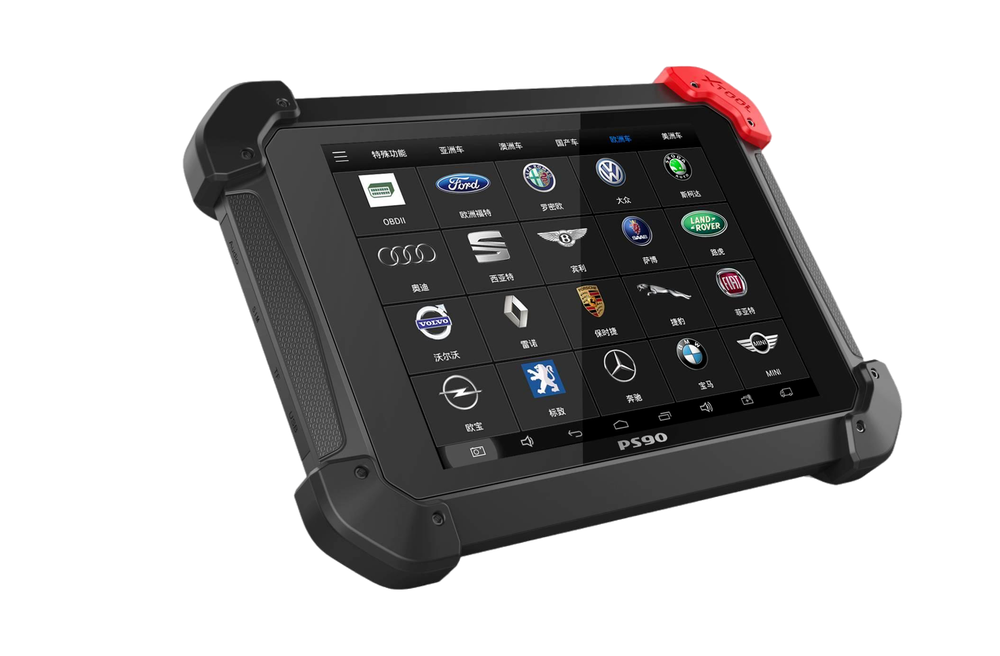 XTOOL
特殊功能
亚洲车
澳洲车
国产车
欧洲车
美洲车
OBDII
Ford
欧洲福特
ALFA ROMEO
罗密欧
大众
SKODA
AUTO
斯柯达
奥迪
西亚特
B
宾利
SAAB
萨博
LAND
ROVER
路虎
VOLVO
沃尔沃
雷诺
PORSCHE
保时捷
捷豹
FIAT
菲亚特
欧宝
标致
奔驰
BMW
宝马
MINI
MINI
PS90
Audio
SIM
TF
USB